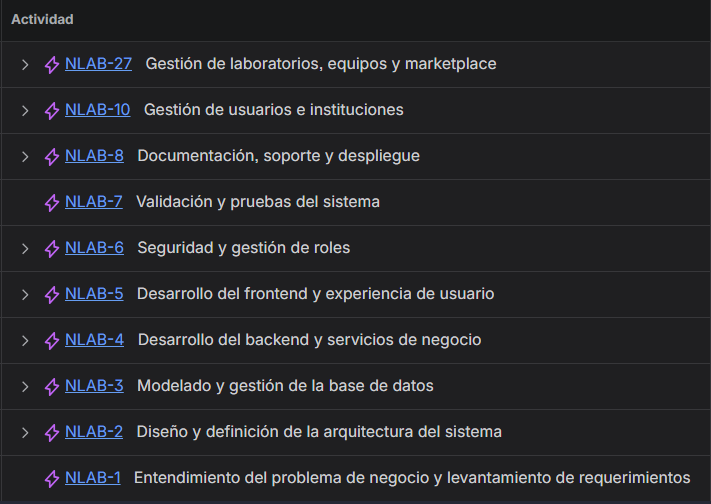 Actividad
NLAB-27 Gestión de laboratorios, equipos y marketplace
NLAB-10 Gestión de usuarios e instituciones
NLAB-8 Documentación, soporte y despliegue
NLAB-7 Validación y pruebas del sistema
NLAB-6 Seguridad y gestión de roles
NLAB-5 Desarrollo del frontend y experiencia de usuario
NLAB-4 Desarrollo del backend y servicios de negocio
NLAB-3 Modelado y gestión de la base de datos
NLAB-2 Diseño y definición de la arquitectura del sistema
NLAB-1 Entendimiento del problema de negocio y levantamiento de requerimientos